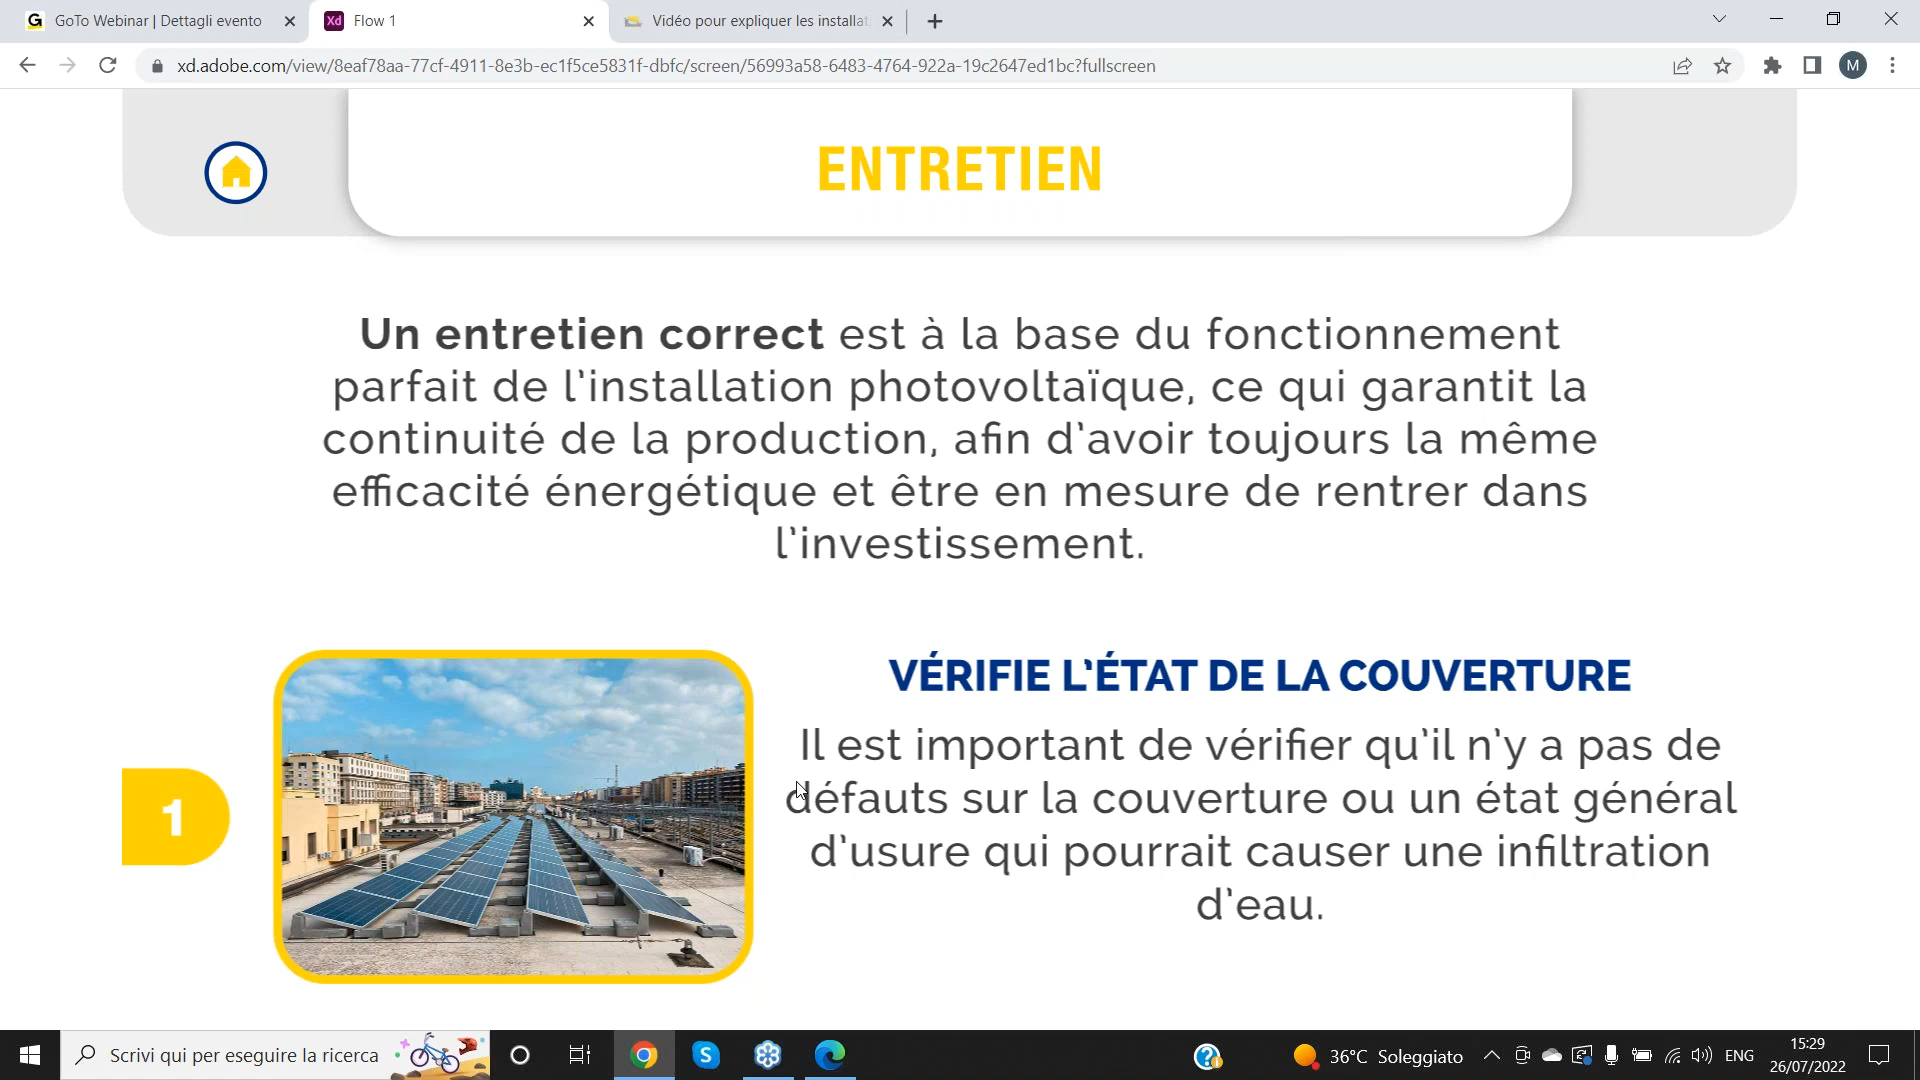 GoTo Webinar | Dettagli evento
Xd Flow 1
Vidéo pour expliquer les installat
xd.adobe.com/view/8eaf78aa-77cf-4911-8e3b-ec1f5ce5831f-dbfc/screen/56993a58-6483-4764-922a-19c2647ed1bc?fullscreen
M
ENTRETIEN
Un entretien correct est à la base du fonctionnement
parfait de l'installation photovoltaïque, ce qui garantit la
continuité de la production, afin d'avoir toujours la même
efficacité énergétique et être en mesure de rentrer dans
l'investissement.
1
VÉRIFIE L'ÉTAT DE LA COUVERTURE
Il est important de vérifier qu'il n'y a pas de
défauts sur la couverture ou un état général
d'usure qui pourrait causer une infiltration
d'eau.
Scrivi qui per eseguire la ricerca
36°C Soleggiato
ENG
15:29
26/07/2022